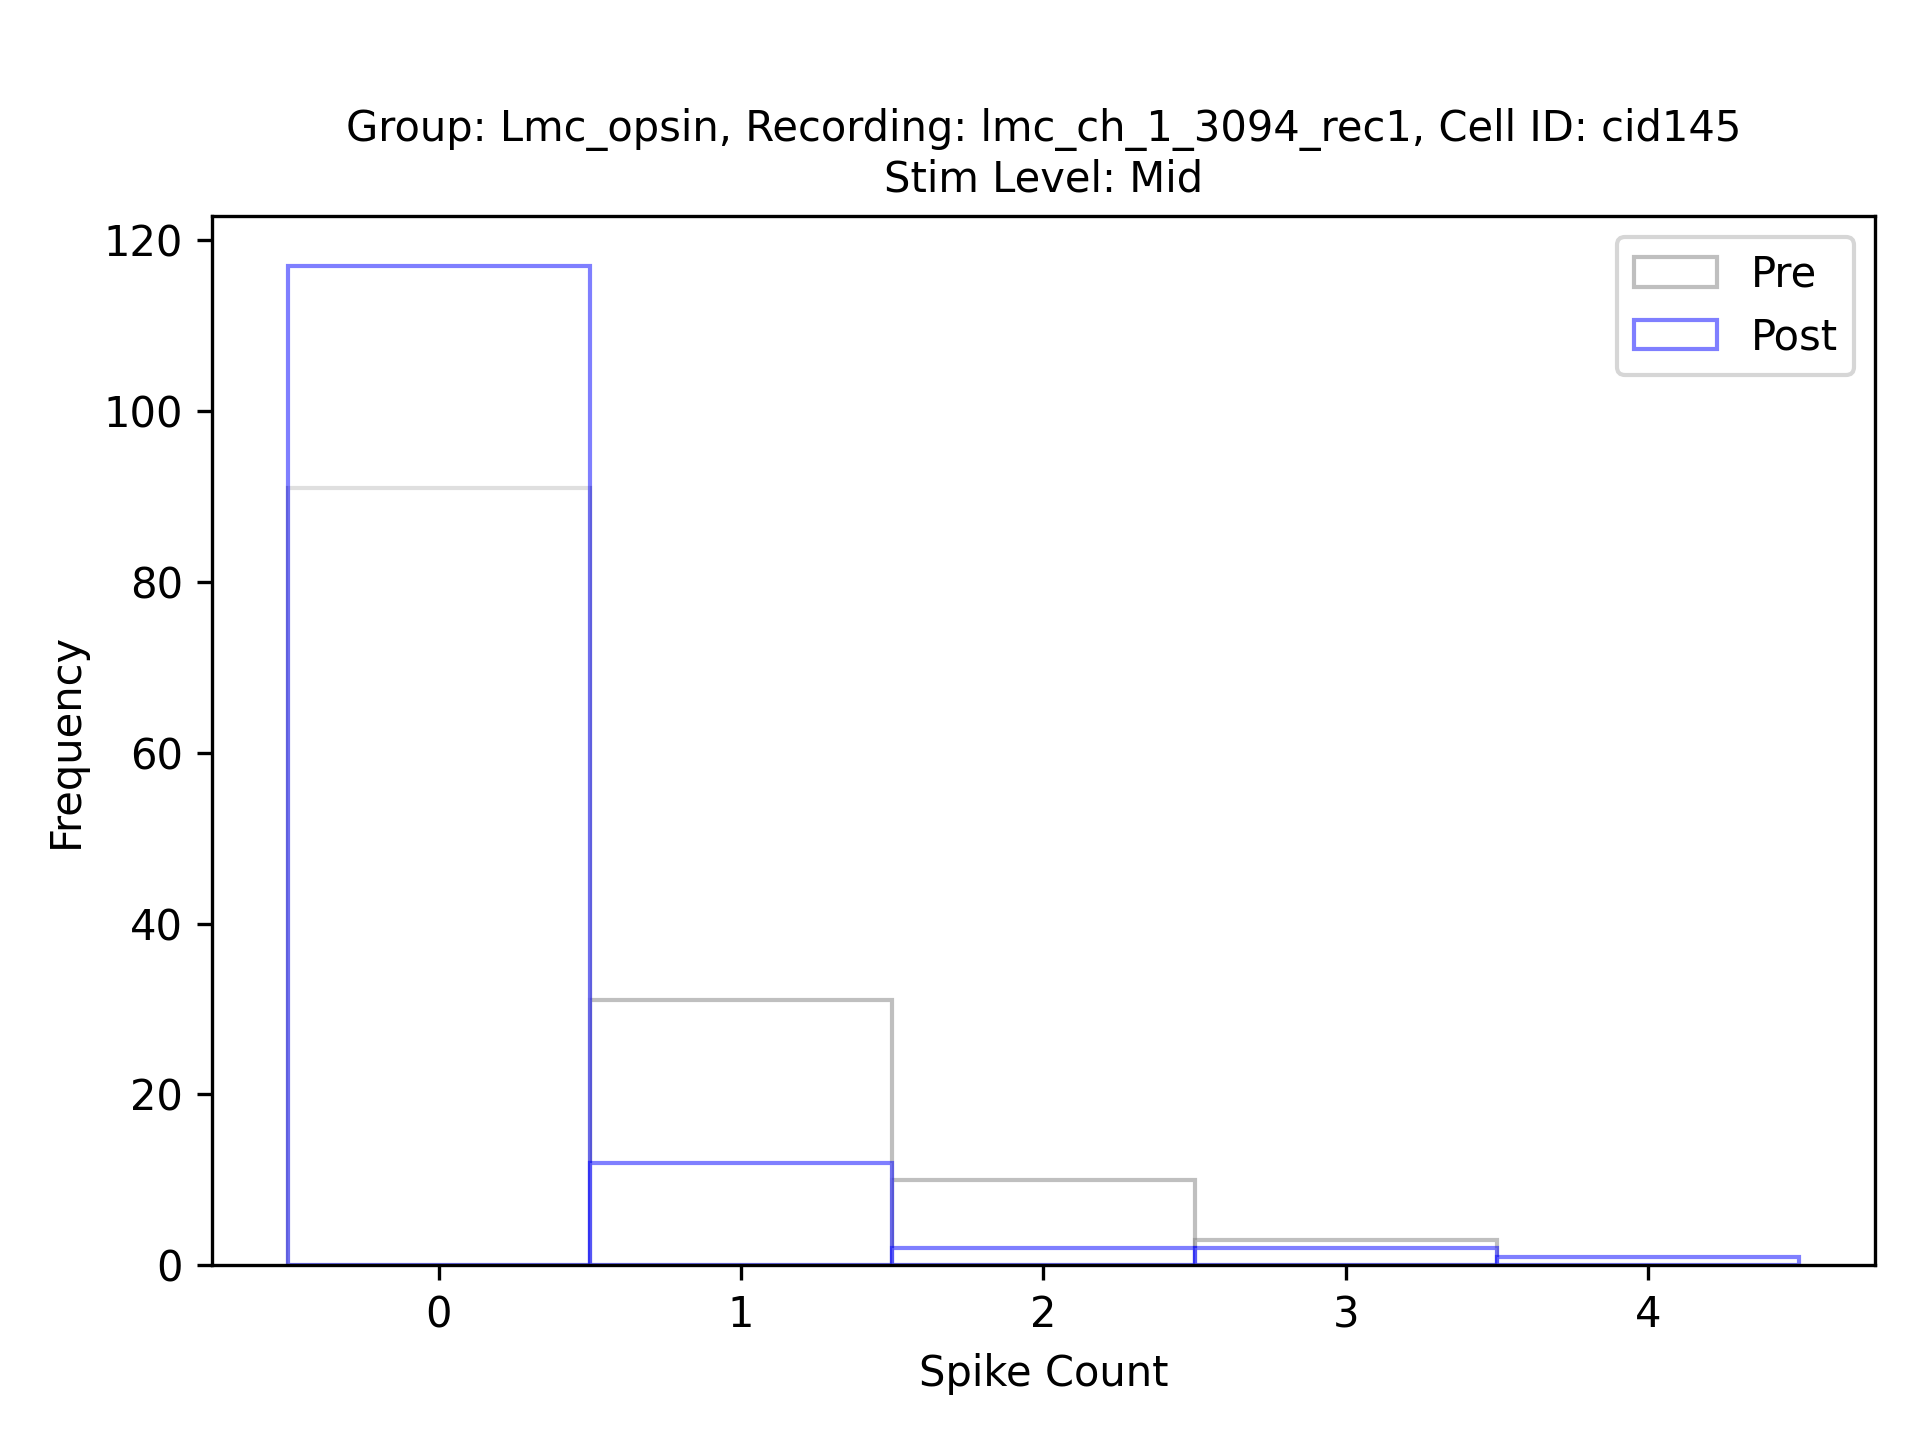 Group: Lmc_opsin, Recording: lmc_ch_1_3094_rec1, Cell ID: cid145
Stim Level: Mid
Pre
Post
120
100
80
60
40
20
0
Frequency
0 1 2 3 4
Spike Count